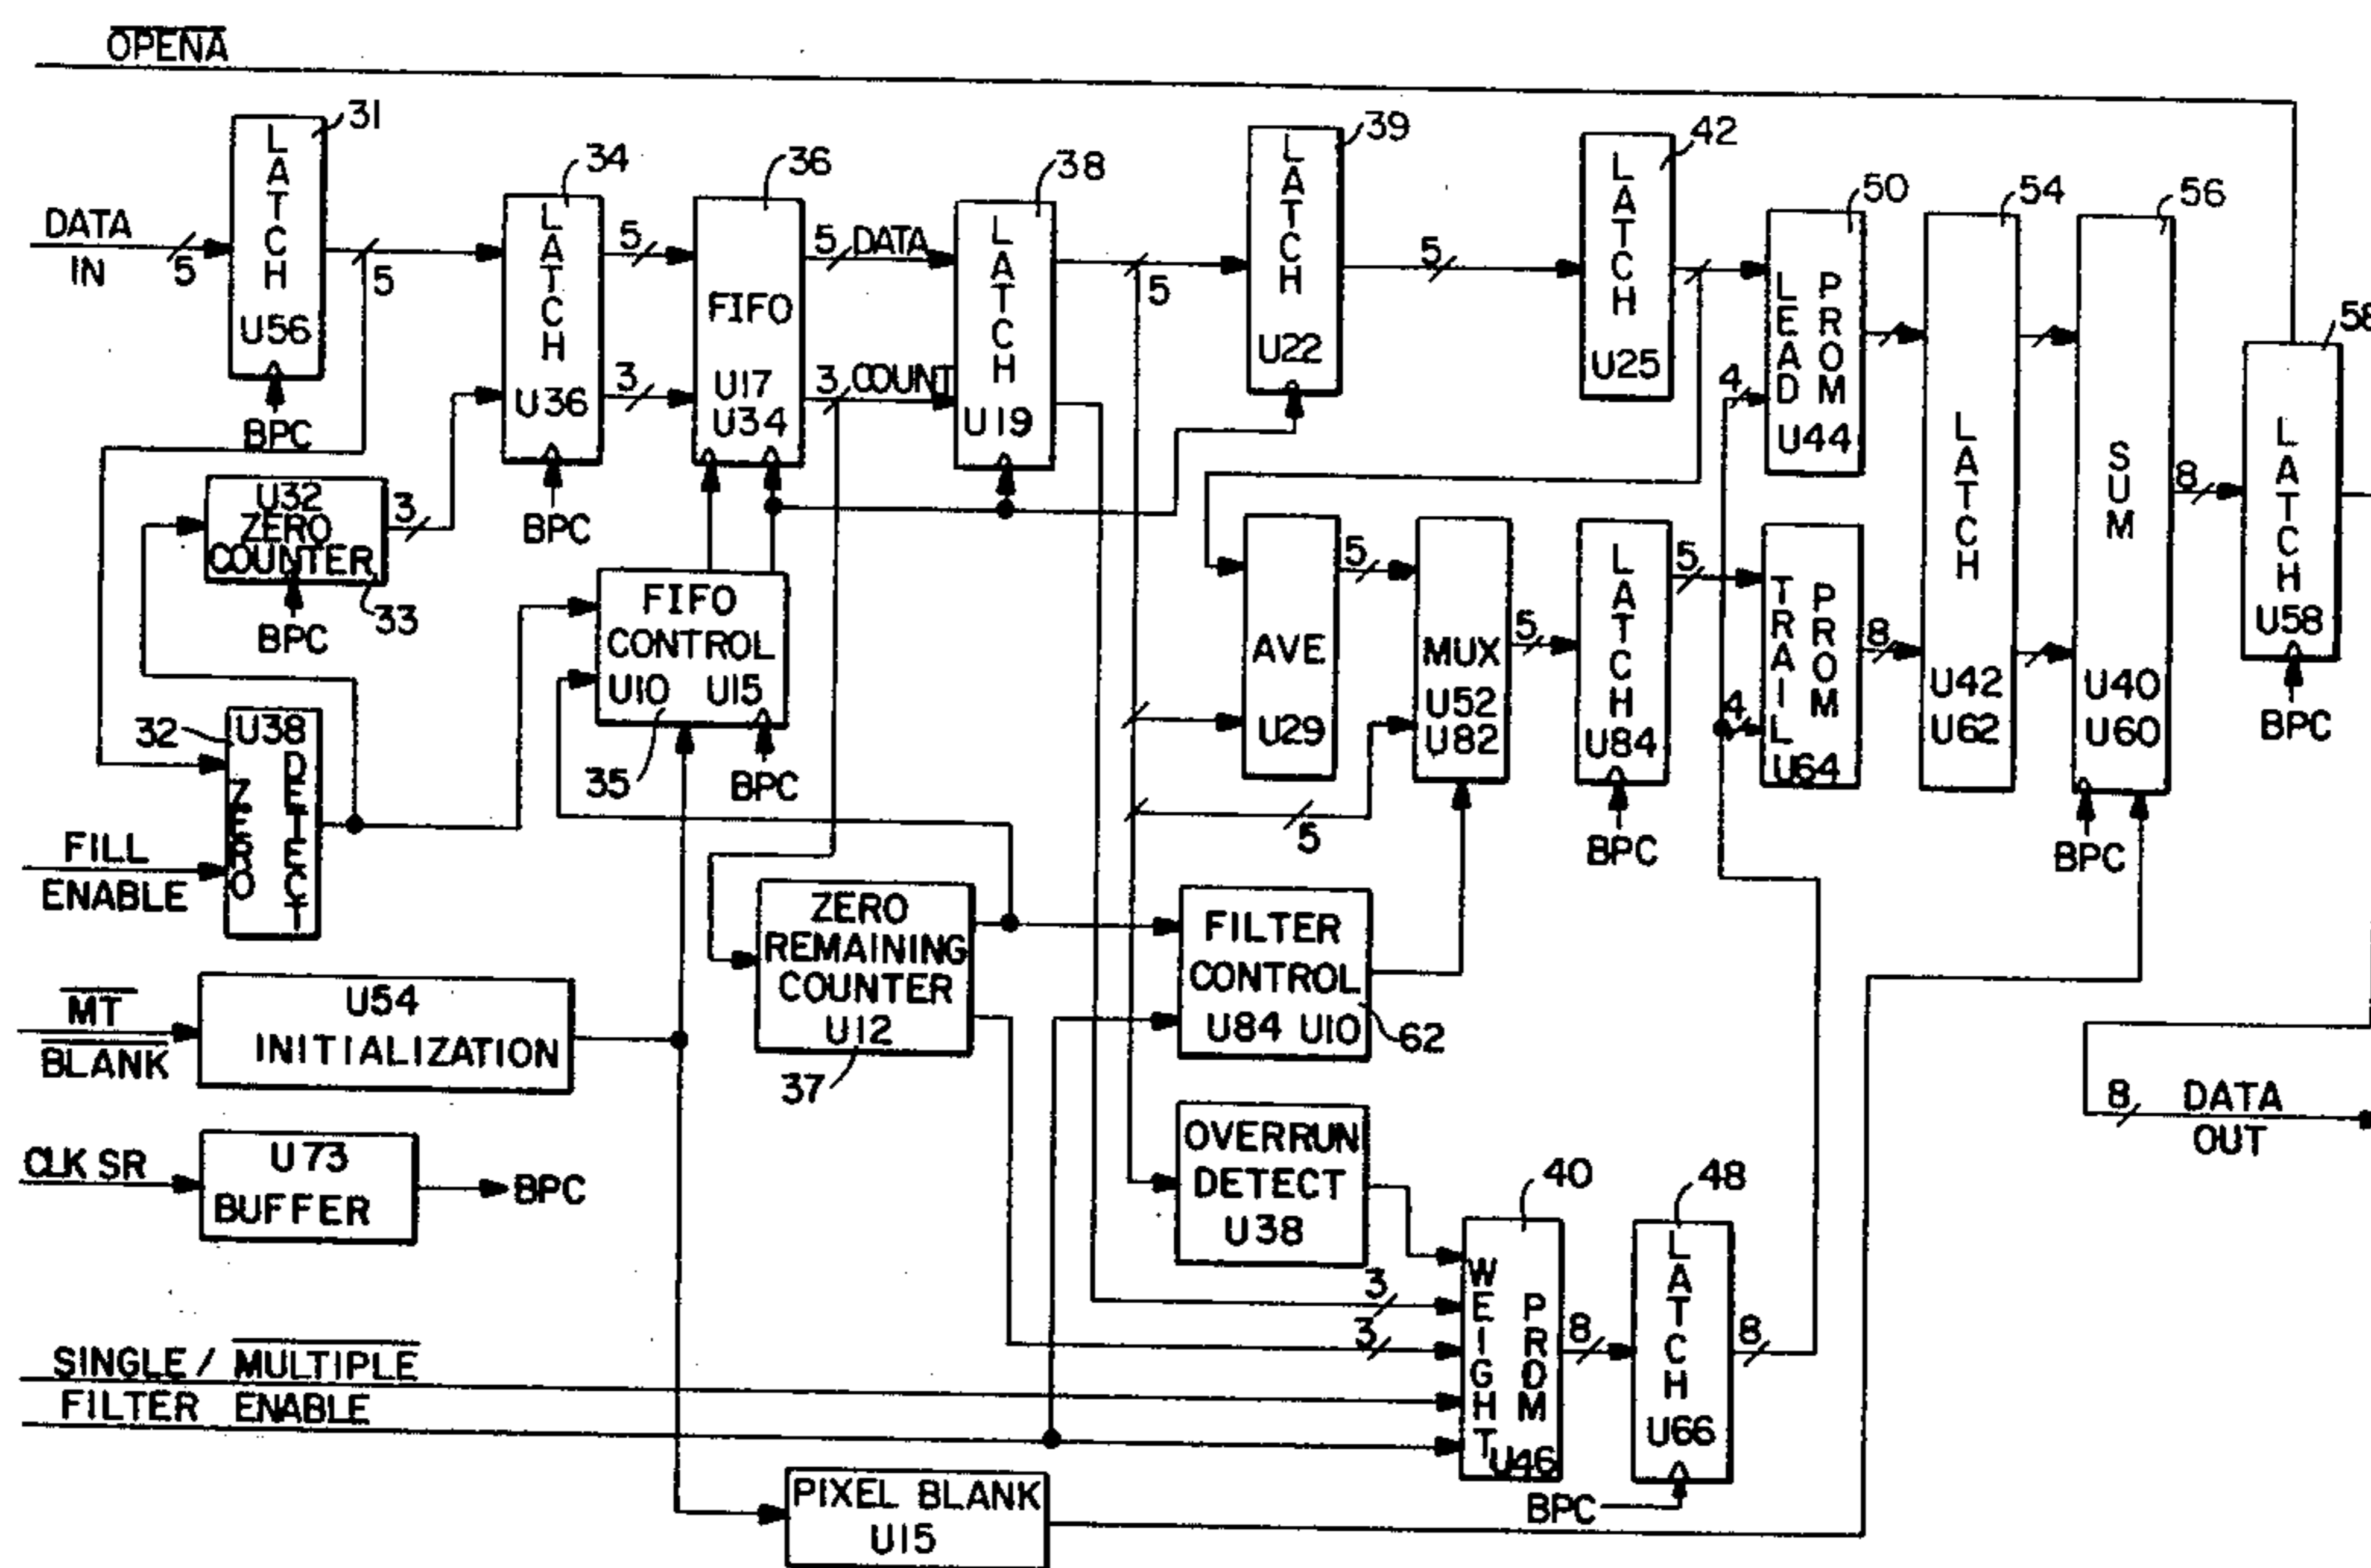 OPENA
31
LATCH
U56
BPC
DATA
IN
5
5
34
LATCH
U36
BPC
5
3
36
FIFO
U17
U34
5 DATA
3 COUNT
38
LATCH
U19
5
39
LATCH
U22
5
42
LATCH
U25
50
LEAD PROM
U44
4
54
LATCH
U42
U62
56
SUM
U40
U60
BPC
8
58
LATCH
U58
BPC
U32
ZERO
COUNTER
33
BPC
3
FIFO
CONTROL
U10 U15
35
BPC
AVE
U29
5
MUX
U52
U82
5
5
LATCH
U84
BPC
5
TRAIL PROM
U64
4
8
32
U38
ZERO DETECT
FILL
ENABLE
ZERO
REMAINING
COUNTER
U12
37
FILTER
CONTROL
U84 U10
62
MT
BLANK
U54
INITIALIZATION
CLK SR
U73
BUFFER
BPC
OVERRUN
DETECT
U38
3
3
40
WEIGHT PROM
U46
8
48
LATCH
U66
BPC
8
8 DATA
OUT
SINGLE / MULTIPLE
FILTER ENABLE
PIXEL BLANK
U15